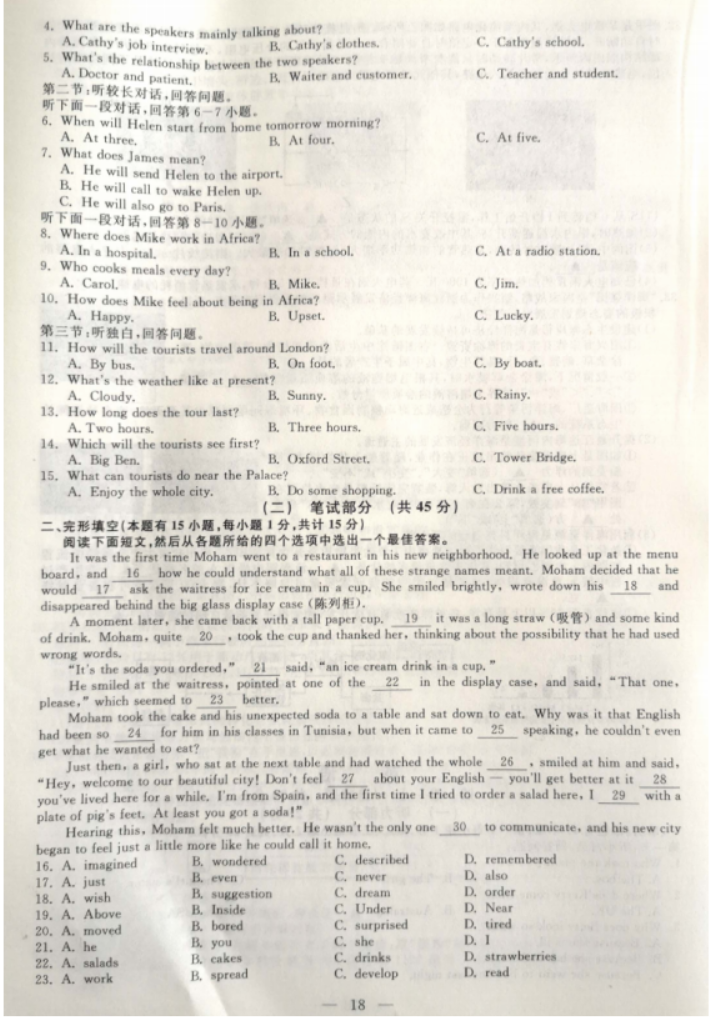 4. What are the speakers mainly talking about?
A. Cathy's job interview. B. Cathy's clothes. C. Cathy's school.
5. What's the relationship between the two speakers?
A. Doctor and patient. B. Waiter and customer. C. Teacher and student.
第二节:听较长对话,回答问题。
听下面一段对话,回答第6－7小题。
6. When will Helen start from home tomorrow morning?
A. At three. B. At four. C. At five.
7. What does James mean?
A. He will send Helen to the airport.
B. He will call to wake Helen up.
C. He will also go to Paris.
听下面一段对话,回答第8－10小题。
8. Where does Mike work in Africa?
A. In a hospital. B. In a school. C. At a radio station.
9. Who cooks meals every day?
A. Carol. B. Mike. C. Jim.
10. How does Mike feel about being in Africa?
A. Happy. B. Upset. C. Lucky.
第三节:听独白,回答问题。
11. How will the tourists travel around London?
A. By bus. B. On foot. C. By boat.
12. What's the weather like at present?
A. Cloudy. B. Sunny. C. Rainy.
13. How long does the tour last?
A. Two hours. B. Three hours. C. Five hours.
14. Which will the tourists see first?
A. Big Ben. B. Oxford Street. C. Tower Bridge.
15. What can tourists do near the Palace?
A. Enjoy the whole city. B. Do some shopping. C. Drink a free coffee.
(二) 笔试部分 (共45分)
二、完形填空(本题有15小题,每小题1分,共计15分)
阅读下面短文,然后从各题所给的四个选项中选出一个最佳答案。
It was the first time Moham went to a restaurant in his new neighborhood. He looked up at the menu
board, and 16 how he could understand what all of these strange names meant. Moham decided that he
would 17 ask the waitress for ice cream in a cup. She smiled brightly, wrote down his 18 and
disappeared behind the big glass display case (陈列柜).
A moment later, she came back with a tall paper cup. 19 it was a long straw (吸管) and some kind
of drink. Moham, quite 20 , took the cup and thanked her, thinking about the possibility that he had used
wrong words.
"It's the soda you ordered," 21 said, "an ice cream drink in a cup."
He smiled at the waitress, pointed at one of the 22 in the display case, and said, "That one,
please," which seemed to 23 better.
Moham took the cake and his unexpected soda to a table and sat down to eat. Why was it that English
had been so 24 for him in his classes in Tunisia, but when it came to 25 speaking, he couldn't even
get what he wanted to eat?
Just then, a girl, who sat at the next table and had watched the whole 26 , smiled at him and said,
"Hey, welcome to our beautiful city! Don't feel 27 about your English — you'll get better at it 28
you've lived here for a while. I'm from Spain, and the first time I tried to order a salad here, I 29 with a
plate of pig's feet. At least you got a soda!"
Hearing this, Moham felt much better. He wasn't the only one 30 to communicate, and his new city
began to feel just a little more like he could call it home.
16. A. imagined B. wondered C. described D. remembered
17. A. just B. even C. never D. also
18. A. wish B. suggestion C. dream D. order
19. A. Above B. Inside C. Under D. Near
20. A. moved B. bored C. surprised D. tired
21. A. he B. you C. she D. I
22. A. salads B. cakes C. drinks D. strawberries
23. A. work B. spread C. develop D. read
— 18 —